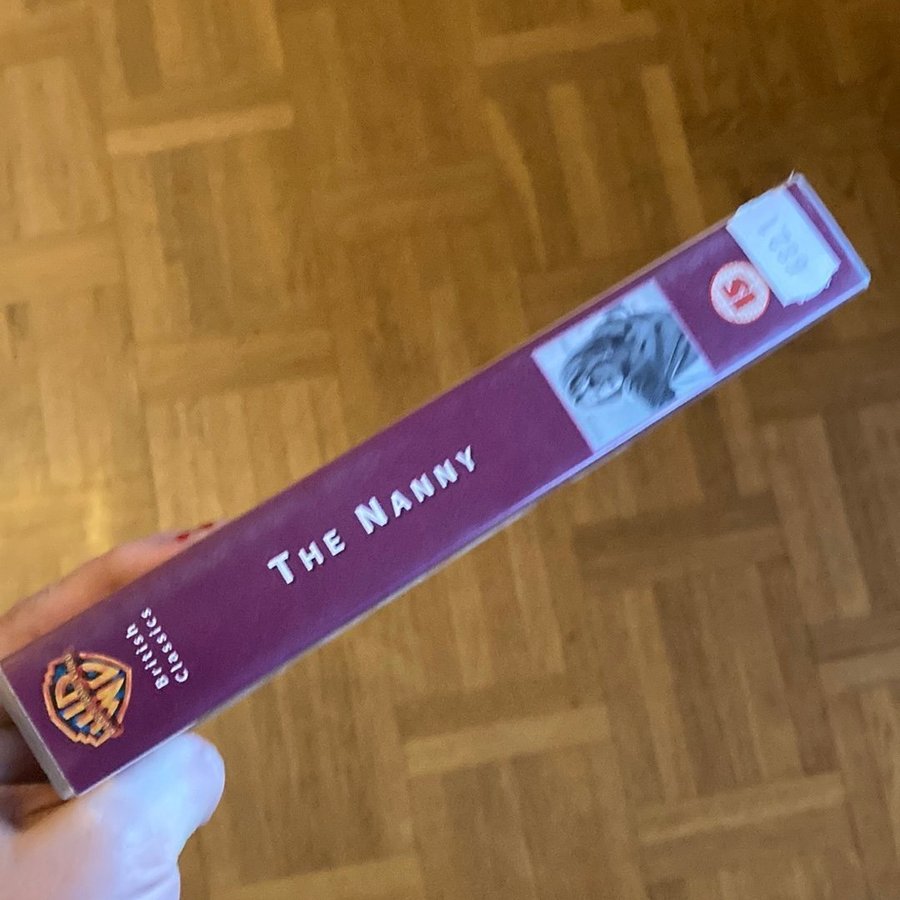 THE NANNY
British
Classics
15